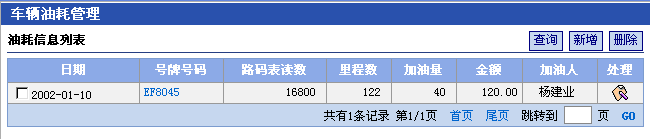 车辆油耗管理
油耗信息列表 查询 新增 删除
日期 号牌号码 路码表读数 里程数 加油量 金额 加油人 处理
2002-01-10 EF8045 16800 122 40 120.00 杨建业
共有1条记录 第1/1页 首页 尾页 跳转到 页 GO